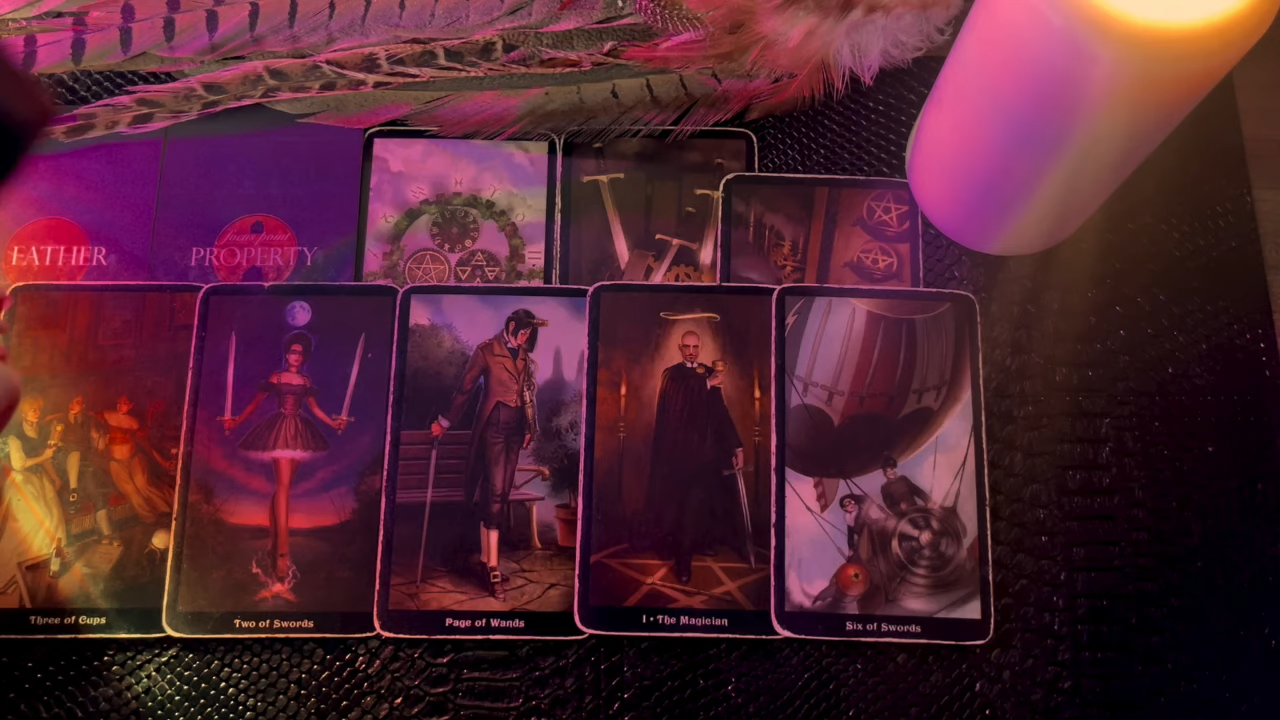 FATHER
focus point
PROPERTY
Three of Cups
Two of Swords
Page of Wands
I • The Magician
Six of Swords